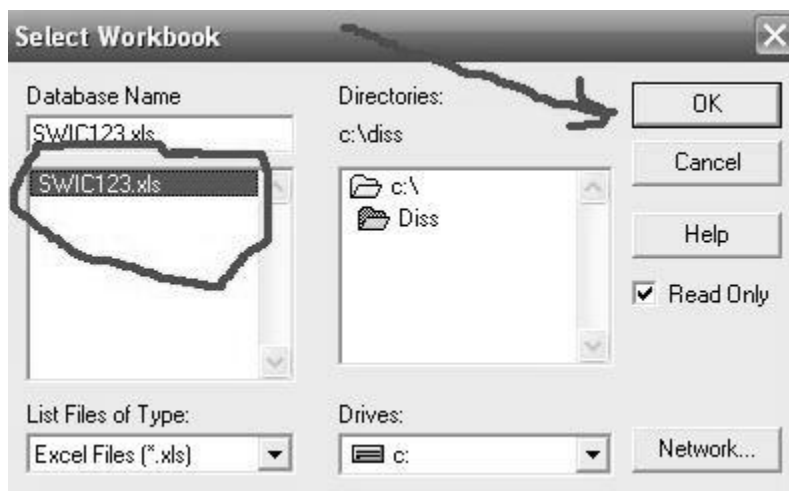 Select Workbook
Database Name
SWIC123.xls
SWIC123.xls
List Files of Type:
Excel Files (*.xls)
Directories:
c:\diss
c:\
Diss
Drives:
c:
OK
Cancel
Help
Read Only
Network...